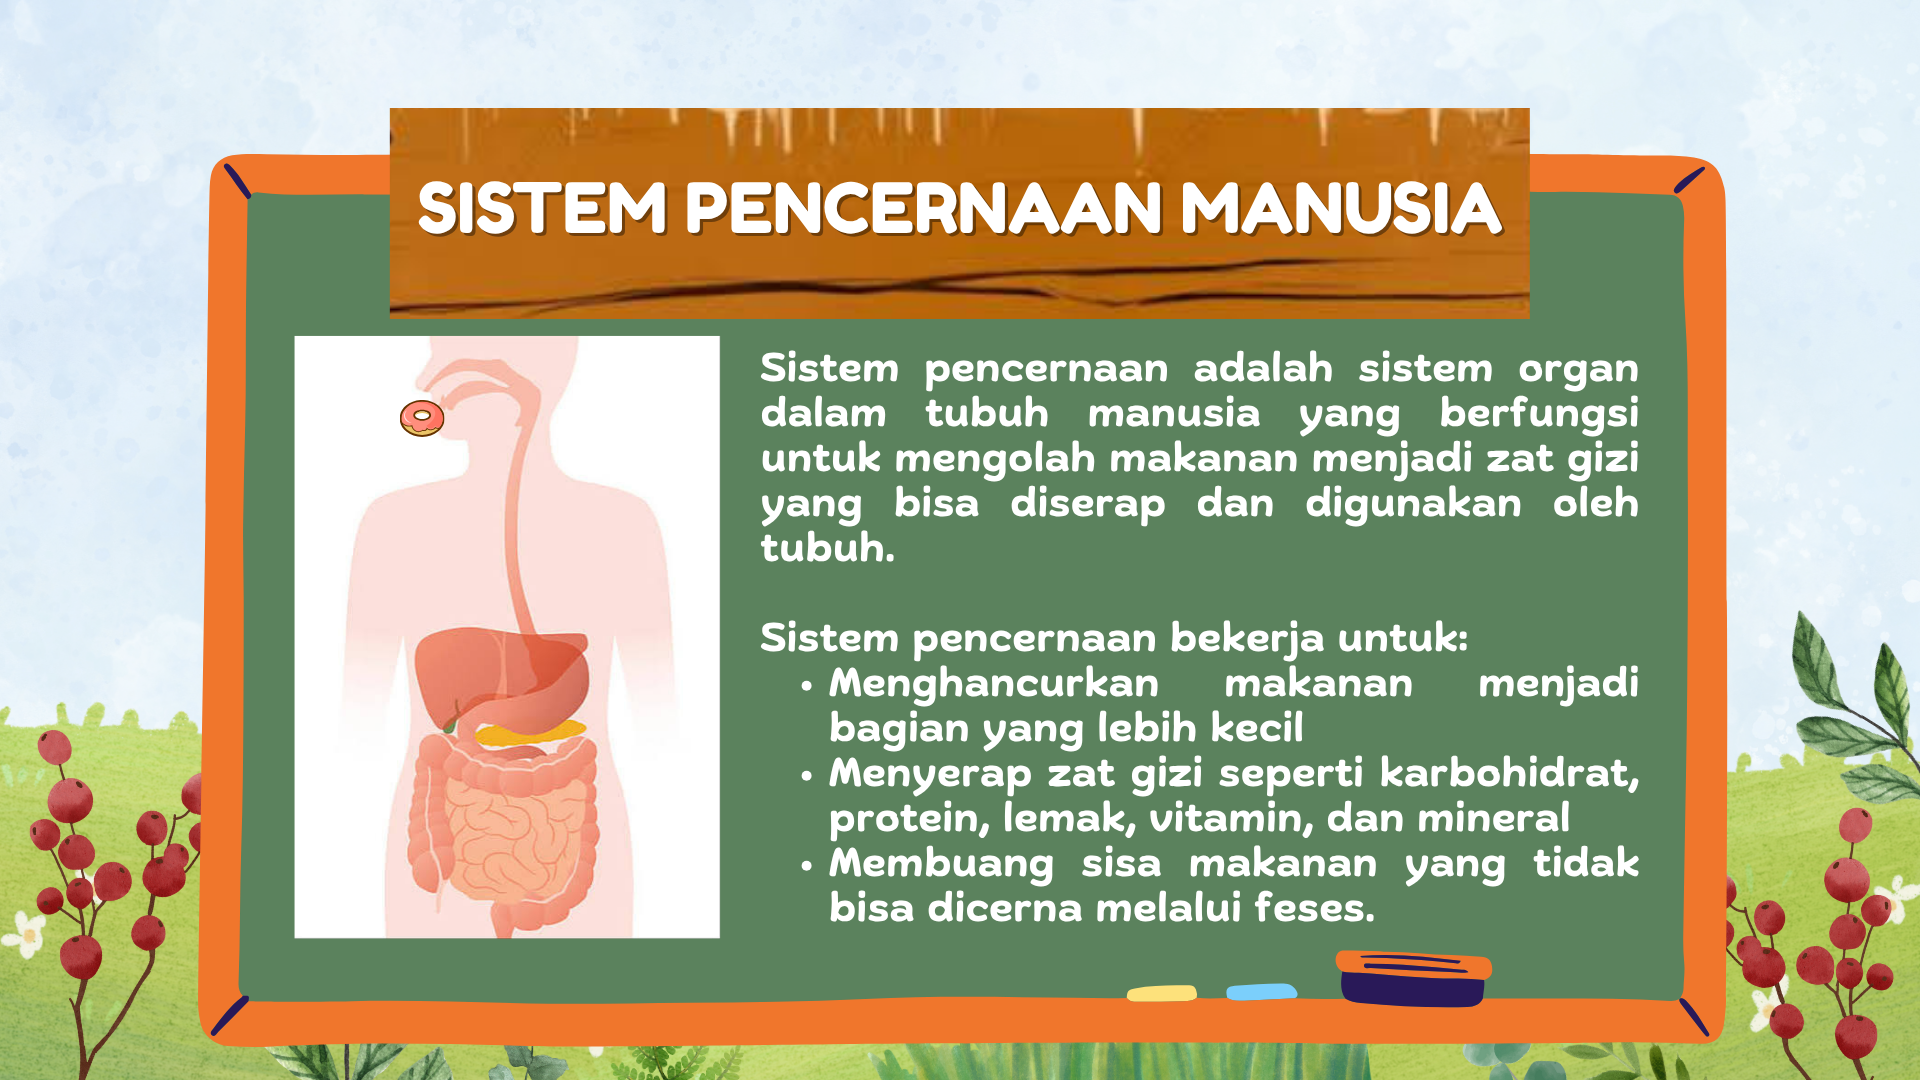 SISTEM PENCERNAAN MANUSIA
Sistem pencernaan adalah sistem organ
dalam tubuh manusia yang berfungsi
untuk mengolah makanan menjadi zat gizi
yang bisa diserap dan digunakan oleh
tubuh.
Sistem pencernaan bekerja untuk:
• Menghancurkan makanan menjadi
bagian yang lebih kecil
• Menyerap zat gizi seperti karbohidrat,
protein, lemak, vitamin, dan mineral
• Membuang sisa makanan yang tidak
bisa dicerna melalui feses.